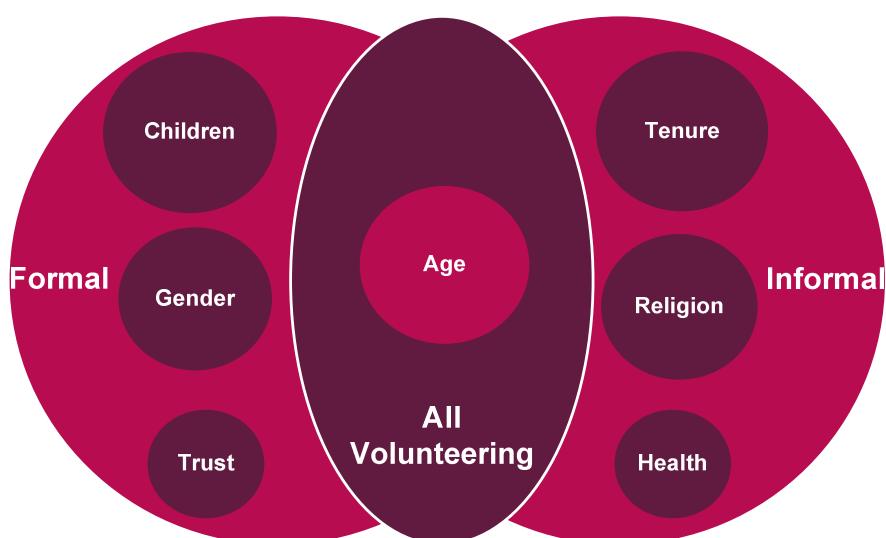 Children
Tenure
Age
Formal
Informal
Gender
Religion
All
Volunteering
Trust
Health